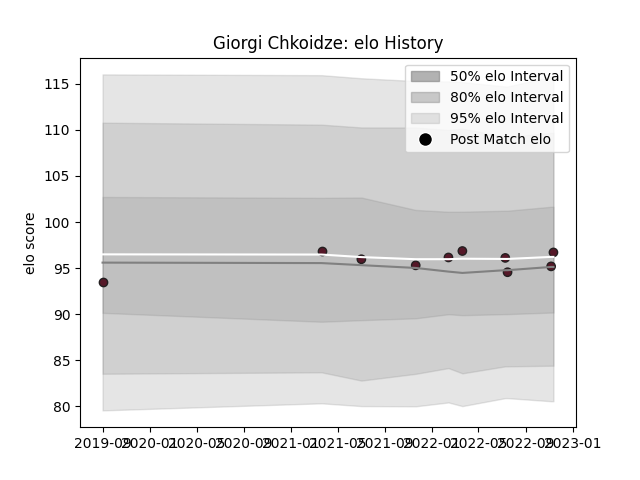 Giorgi Chkoidze: elo History
50% elo Interval
80% elo Interval
95% elo Interval
Post Match elo
elo score
115
110
105
100
95
90
85
80
2019-09 2020-01 2020-05 2020-09 2021-01 2021-05 2021-09 2022-01 2022-05 2022-09 2023-01